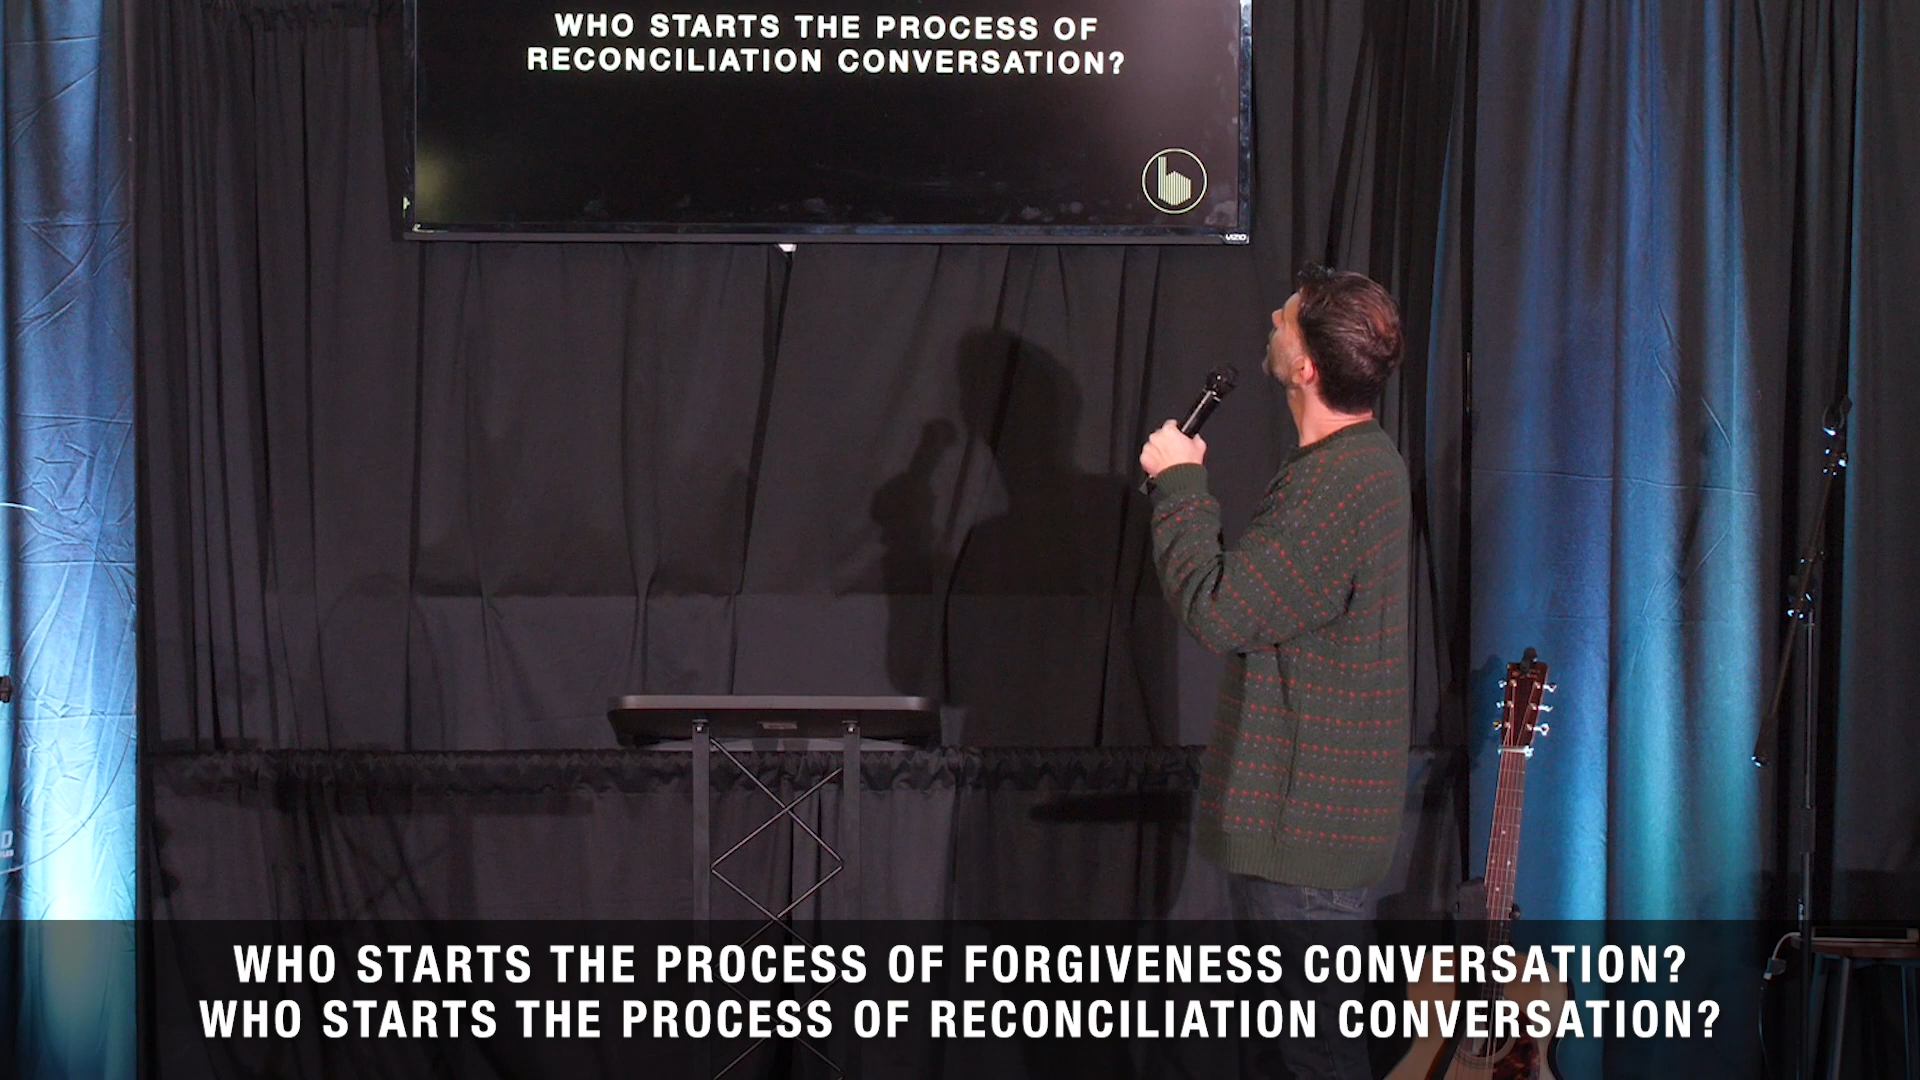 WHO STARTS THE PROCESS OF
RECONCILIATION CONVERSATION?
VIZIO
WHO STARTS THE PROCESS OF FORGIVENESS CONVERSATION?
WHO STARTS THE PROCESS OF RECONCILIATION CONVERSATION?